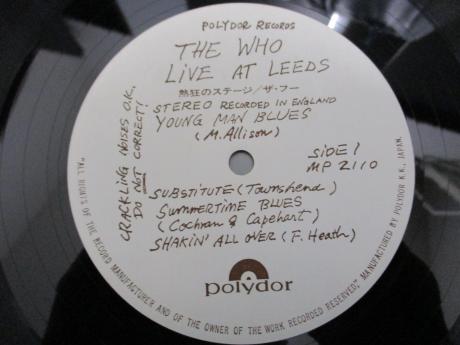 POLYDOR RECORDS
THE WHO
LIVE AT LEEDS
熱狂のステージ/ザ・フー
STEREO RECORDED IN ENGLAND
YOUNG MAN BLUES
(M. Allison)
SIDE 1
MP 2110
CRACKLING NOISES O.K.,
DO NOT CORRECT!
SUBSTITUTE (Townshend)
SUMMERTIME BLUES
(Cochran & Capehart)
SHAKIN' ALL OVER (F. Heath)
polydor
"ALL RIGHTS OF THE RECORD MANUFACTURER AND OF THE OWNER OF THE WORK RECORDED RESERVED." MANUFACTURED BY POLYDOR K.K., JAPAN.